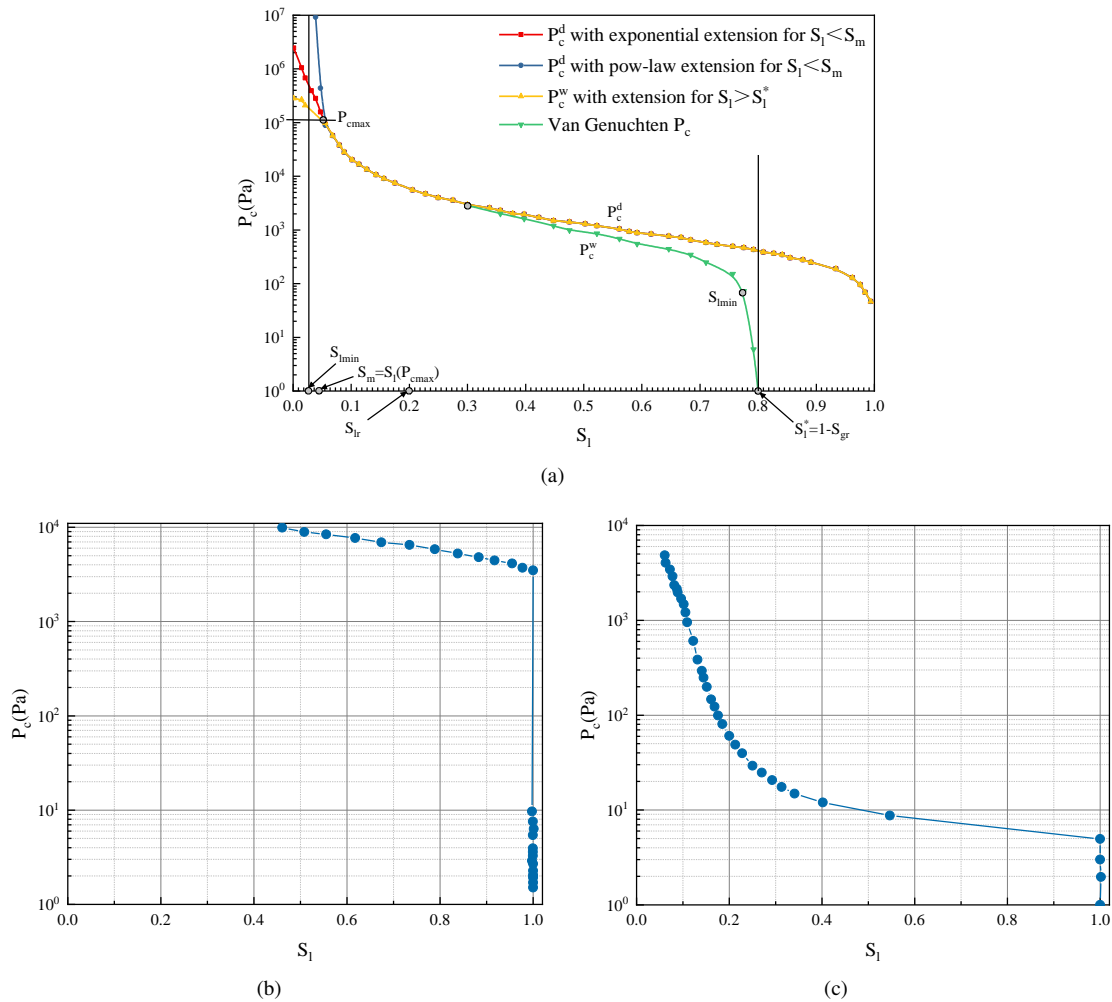 P_c^d with exponential extension for S_l<S_m
P_c^d with pow-law extension for S_l<S_m
P_c^w with extension for S_l>S_l^*
Van Genuchten P_c
10^7
10^6
10^5
10^4
10^3
10^2
10^1
10^0
P_c(Pa)
P_cmax
P_c^d
P_c^w
S_lmin
S_lmin
S_m=S_l(P_cmax)
0.0 0.1 0.2 0.3 0.4 0.5 0.6 0.7 0.8 0.9 1.0
S_lr
S_l
S_l^*=1-S_gr
(a)
10^4
10^3
10^2
10^1
10^0
P_c(Pa)
0.0 0.2 0.4 0.6 0.8 1.0
S_l
(b)
10^4
10^3
10^2
10^1
10^0
P_c(Pa)
0.0 0.2 0.4 0.6 0.8 1.0
S_l
(c)